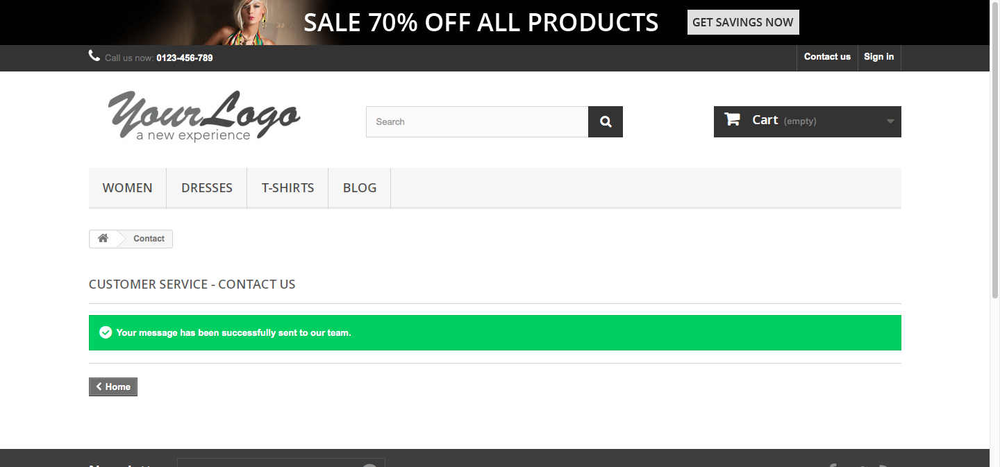 SALE 70% OFF ALL PRODUCTS GET SAVINGS NOW
Call us now: 0123-456-789 Contact us Sign in
YourLogo
a new experience
Search
Cart (empty)
WOMEN DRESSES T-SHIRTS BLOG
Contact
CUSTOMER SERVICE - CONTACT US
Your message has been successfully sent to our team.
Home